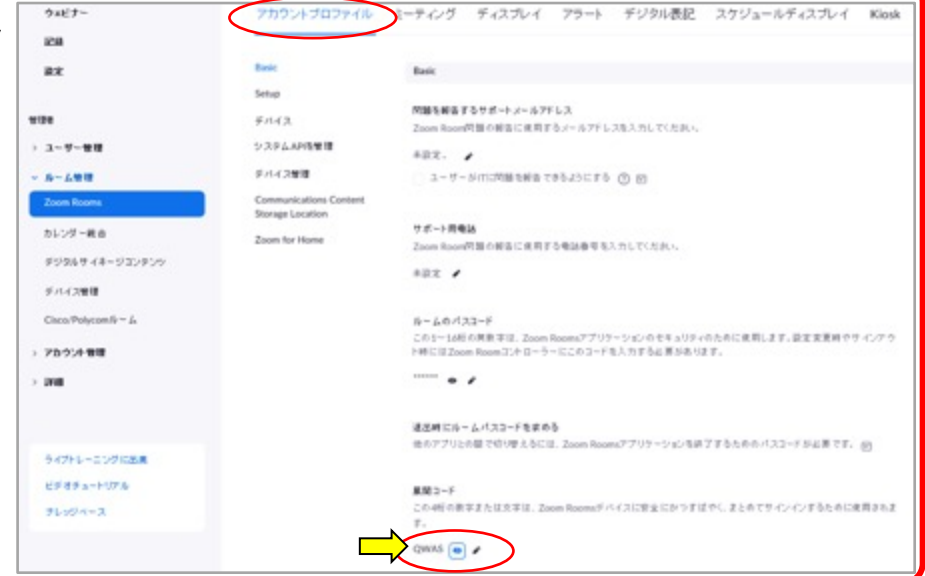 ウェビナー
記録
設定
管理者
ユーザー管理
ルーム管理
Zoom Rooms
カレンダー統合
デジタルサイネージコンテンツ
デバイス管理
Cisco/Polycomルーム
アカウント管理
詳細
ライブトレーニングに出席
ビデオチュートリアル
ナレッジベース
アカウントプロファイル ミーティング ディスプレイ アラート デジタル表記 スケジュールディスプレイ Kiosk
Basic
Setup
デバイス
システムAPIを管理
デバイス管理
Communications Content
Storage Location
Zoom for Home
Basic
問題を報告するサポートメールアドレス
Zoom Room問題の報告に使用するメールアドレスを入力してください。
未設定。
ユーザーがITに問題を報告できるようにする
サポート用電話
Zoom Room問題の報告に使用する電話番号を入力してください。
未設定
ルームのパスコード
この1～16桁の英数字は、Zoom Roomsアプリケーションのセキュリティのために使用します。設定変更時やサインアウ
ト時にはZoom Roomコントローラーにこのコードを入力する必要があります。
*******
退出時にルームパスコードを求める
他のアプリとの間で切り替えるには、Zoom Roomsアプリケーションを終了するためのパスコードが必要です。
展開コード
この4桁の数字または文字は、Zoom Roomsデバイスに安全にかつすばやく、まとめてサインインするために使用されま
す。
QWAS